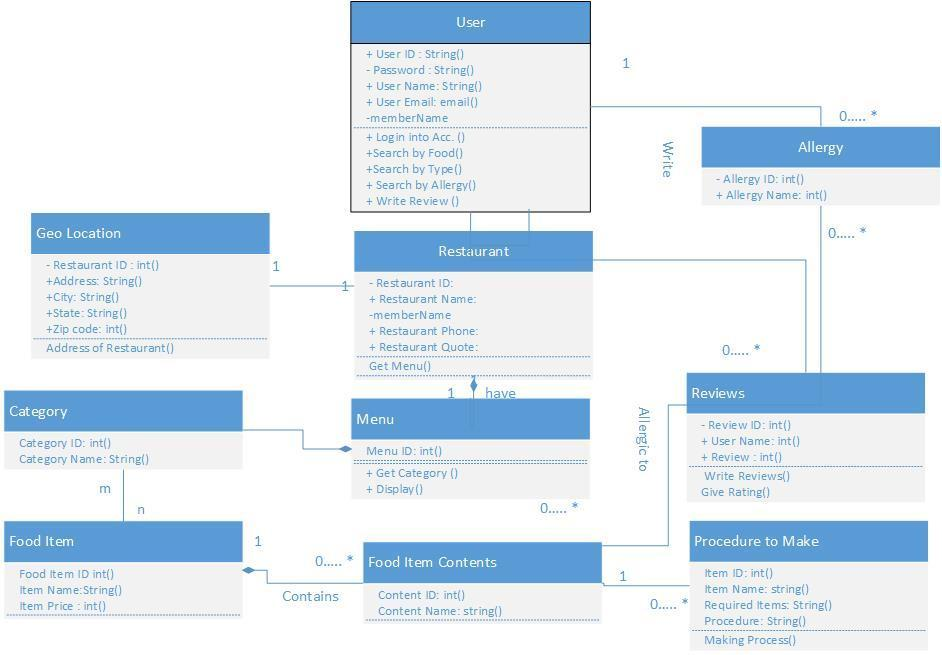 User
+ User ID : String()
- Password : String()
+ User Name: String()
+ User Email: email()
-memberName
+ Login into Acc. ()
+Search by Food()
+Search by Type()
+ Search by Allergy()
+ Write Review ()
1
0..... *
Write
Allergy
- Allergy ID: int()
+ Allergy Name: int()
0..... *
Geo Location
- Restaurant ID : int()
+Address: String()
+City: String()
+State: String()
+Zip code: int()
Address of Restaurant()
1
1
Restaurant
- Restaurant ID:
+ Restaurant Name:
-memberName
+ Restaurant Phone:
+ Restaurant Quote:
Get Menu()
0..... *
1
have
Category
Category ID: int()
Category Name: String()
Menu
Menu ID: int()
+ Get Category ()
+ Display()
0..... *
Allergic to
Reviews
- Review ID: int()
+ User Name: int()
+ Review : int()
Write Reviews()
Give Rating()
m
n
Food Item
Food Item ID int()
Item Name:String()
Item Price : int()
1
0..... *
Contains
Food Item Contents
Content ID: int()
Content Name: string()
1
0..... *
Procedure to Make
Item ID: int()
Item Name: string()
Required Items: String()
Procedure: String()
Making Process()